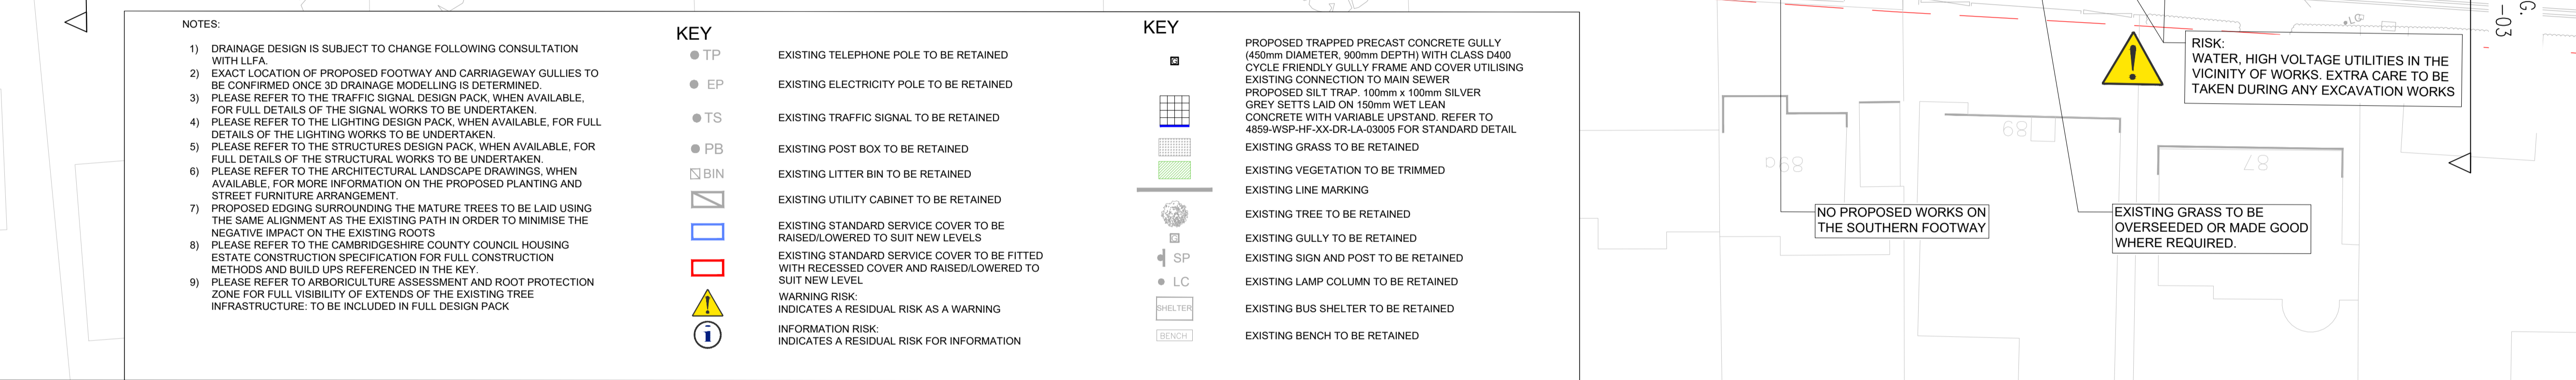 NOTES:
1) DRAINAGE DESIGN IS SUBJECT TO CHANGE FOLLOWING CONSULTATION
WITH LLFA.
2) EXACT LOCATION OF PROPOSED FOOTWAY AND CARRIAGEWAY GULLIES TO
BE CONFIRMED ONCE 3D DRAINAGE MODELLING IS DETERMINED.
3) PLEASE REFER TO THE TRAFFIC SIGNAL DESIGN PACK, WHEN AVAILABLE,
FOR FULL DETAILS OF THE SIGNAL WORKS TO BE UNDERTAKEN.
4) PLEASE REFER TO THE LIGHTING DESIGN PACK, WHEN AVAILABLE, FOR FULL
DETAILS OF THE LIGHTING WORKS TO BE UNDERTAKEN.
5) PLEASE REFER TO THE STRUCTURES DESIGN PACK, WHEN AVAILABLE, FOR
FULL DETAILS OF THE STRUCTURAL WORKS TO BE UNDERTAKEN.
6) PLEASE REFER TO THE ARCHITECTURAL LANDSCAPE DRAWINGS, WHEN
AVAILABLE, FOR MORE INFORMATION ON THE PROPOSED PLANTING AND
STREET FURNITURE ARRANGEMENT.
7) PROPOSED EDGING SURROUNDING THE MATURE TREES TO BE LAID USING
THE SAME ALIGNMENT AS THE EXISTING PATH IN ORDER TO MINIMISE THE
NEGATIVE IMPACT ON THE EXISTING ROOTS
8) PLEASE REFER TO THE CAMBRIDGESHIRE COUNTY COUNCIL HOUSING
ESTATE CONSTRUCTION SPECIFICATION FOR FULL CONSTRUCTION
METHODS AND BUILD UPS REFERENCED IN THE KEY.
9) PLEASE REFER TO ARBORICULTURE ASSESSMENT AND ROOT PROTECTION
ZONE FOR FULL VISIBILITY OF EXTENDS OF THE EXISTING TREE
INFRASTRUCTURE: TO BE INCLUDED IN FULL DESIGN PACK
KEY
TP EXISTING TELEPHONE POLE TO BE RETAINED
EP EXISTING ELECTRICITY POLE TO BE RETAINED
TS EXISTING TRAFFIC SIGNAL TO BE RETAINED
PB EXISTING POST BOX TO BE RETAINED
BIN EXISTING LITTER BIN TO BE RETAINED
EXISTING UTILITY CABINET TO BE RETAINED
EXISTING STANDARD SERVICE COVER TO BE
RAISED/LOWERED TO SUIT NEW LEVELS
EXISTING STANDARD SERVICE COVER TO BE FITTED
WITH RECESSED COVER AND RAISED/LOWERED TO
SUIT NEW LEVEL
WARNING RISK:
INDICATES A RESIDUAL RISK AS A WARNING
INFORMATION RISK:
INDICATES A RESIDUAL RISK FOR INFORMATION
KEY
PROPOSED TRAPPED PRECAST CONCRETE GULLY
(450mm DIAMETER, 900mm DEPTH) WITH CLASS D400
CYCLE FRIENDLY GULLY FRAME AND COVER UTILISING
EXISTING CONNECTION TO MAIN SEWER
PROPOSED SILT TRAP. 100mm x 100mm SILVER
GREY SETTS LAID ON 150mm WET LEAN
CONCRETE WITH VARIABLE UPSTAND. REFER TO
4859-WSP-HF-XX-DR-LA-03005 FOR STANDARD DETAIL
EXISTING GRASS TO BE RETAINED
EXISTING VEGETATION TO BE TRIMMED
EXISTING LINE MARKING
EXISTING TREE TO BE RETAINED
EXISTING GULLY TO BE RETAINED
SP EXISTING SIGN AND POST TO BE RETAINED
LC EXISTING LAMP COLUMN TO BE RETAINED
SHELTER EXISTING BUS SHELTER TO BE RETAINED
BENCH EXISTING BENCH TO BE RETAINED
LC
G.
-03
RISK:
WATER, HIGH VOLTAGE UTILITIES IN THE
VICINITY OF WORKS. EXTRA CARE TO BE
TAKEN DURING ANY EXCAVATION WORKS
89a
89
87
NO PROPOSED WORKS ON
THE SOUTHERN FOOTWAY
EXISTING GRASS TO BE
OVERSEEDED OR MADE GOOD
WHERE REQUIRED.